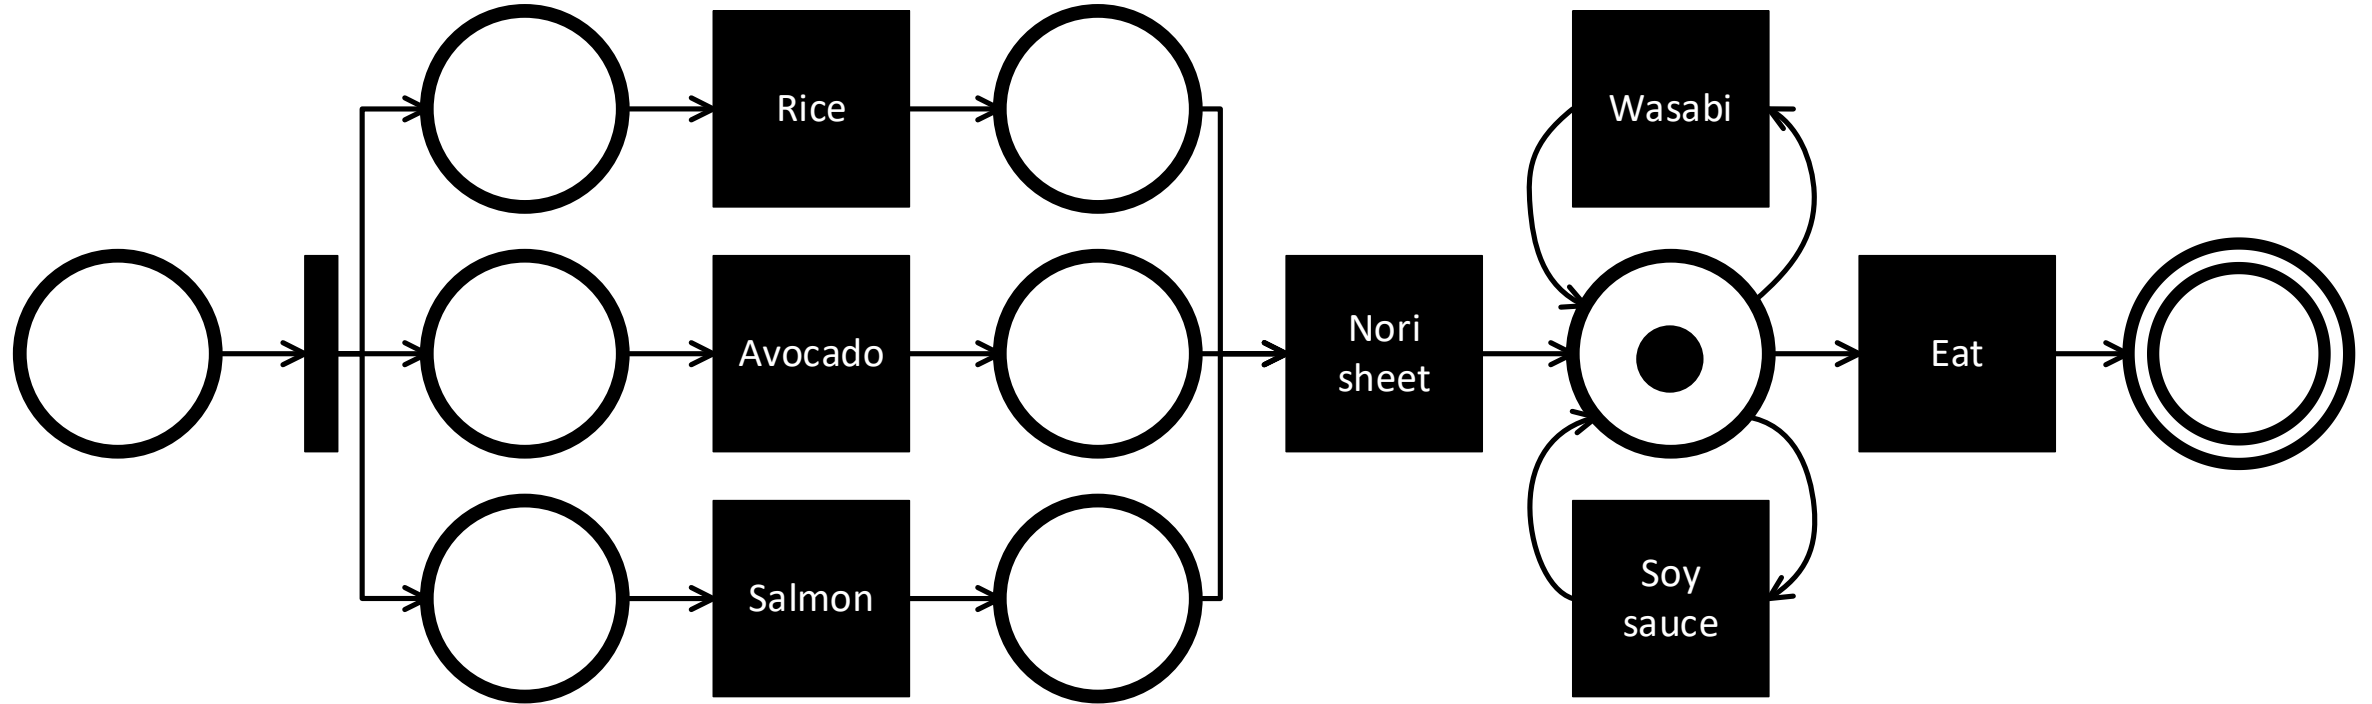 Rice
Wasabi
Avocado
Nori
sheet
Eat
Salmon
Soy
sauce